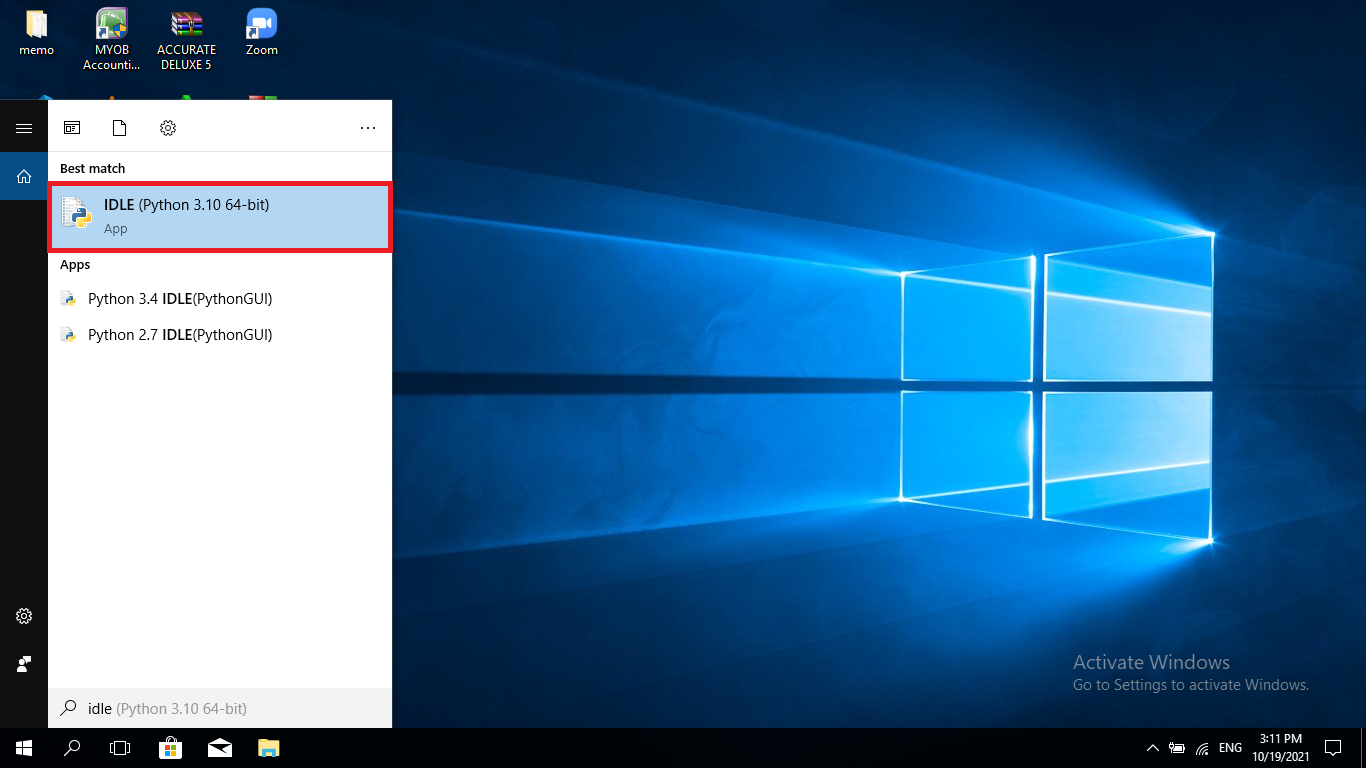 memo
MYOB
Accounti...
ACCURATE
DELUXE 5
Zoom
Best match
IDLE (Python 3.10 64-bit)
App
Apps
Python 3.4 IDLE(PythonGUI)
Python 2.7 IDLE(PythonGUI)
Activate Windows
Go to Settings to activate Windows.
idle (Python 3.10 64-bit)
ENG
3:11 PM
10/19/2021